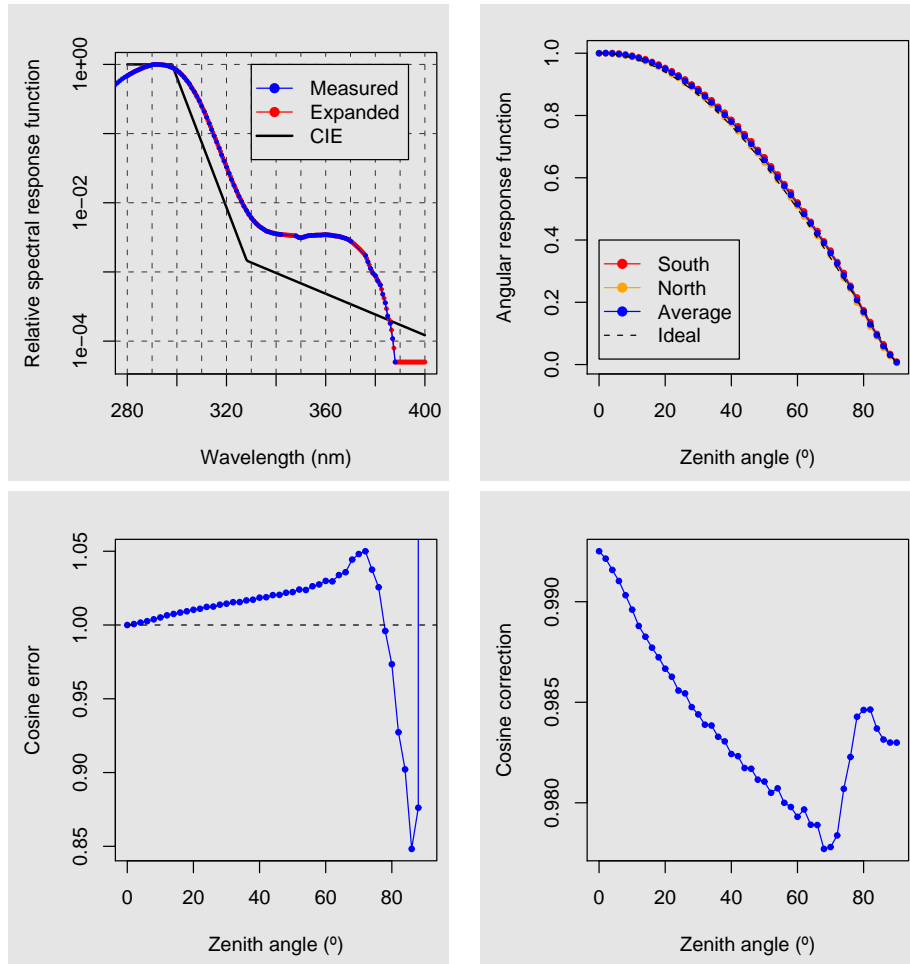 Relative spectral response function
1e+00
1e−02
1e−04
Measured
Expanded
CIE
280
320
360
400
Wavelength (nm)
Angular response function
1.0
0.8
0.6
0.4
0.2
0.0
South
North
Average
Ideal
0
20
40
60
80
Zenith angle (º)
Cosine error
1.05
1.00
0.95
0.90
0.85
0
20
40
60
80
Zenith angle (º)
Cosine correction
0.990
0.985
0.980
0
20
40
60
80
Zenith angle (º)